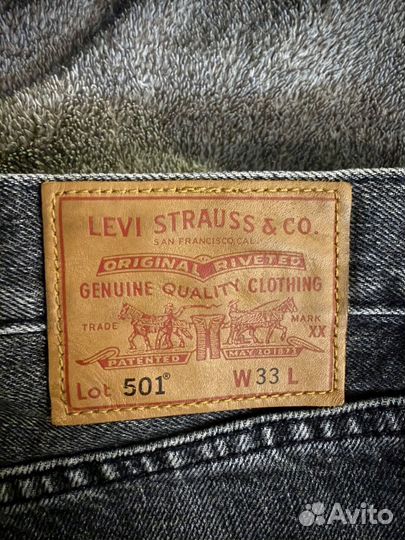 LEVI STRAUSS & CO.
SAN FRANCISCO, CAL.
ORIGINAL RIVETED
GENUINE QUALITY CLOTHING
TRADE MARK
XX
PATENTED MAY 20 1873
Lot 501® W 33 L
Avito